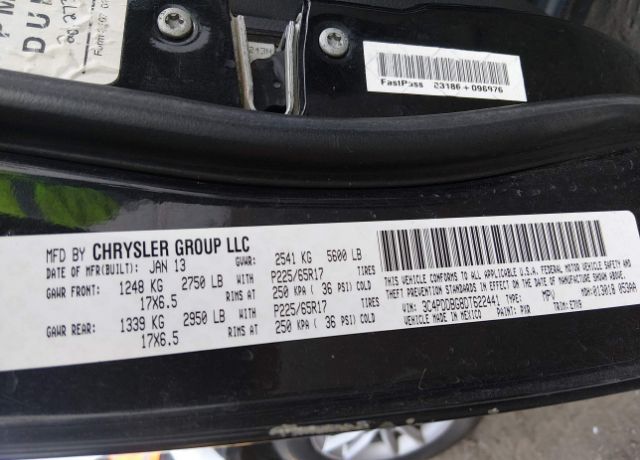 FastPass 23186+096976
MFD BY CHRYSLER GROUP LLC
DATE OF MFR(BUILT): JAN 13 GVWR: 2541 KG 5600 LB
GAWR FRONT: 1248 KG 2750 LB WITH P225/65R17 TIRES
17X6.5 RIMS AT 250 KPA ( 36 PSI) COLD
GAWR REAR: 1339 KG 2950 LB WITH P225/65R17 TIRES
17X6.5 RIMS AT 250 KPA ( 36 PSI) COLD
THIS VEHICLE CONFORMS TO ALL APPLICABLE U.S.A. FEDERAL MOTOR VEHICLE SAFETY AND
THEFT PREVENTION STANDARDS IN EFFECT ON THE DATE OF MANUFACTURE SHOWN ABOVE.
VIN: 3C4PDDBG8DT622441 TYPE: MPV MDH: 013018 053AA
VEHICLE MADE IN MEXICO PAINT: PXR TRIM: